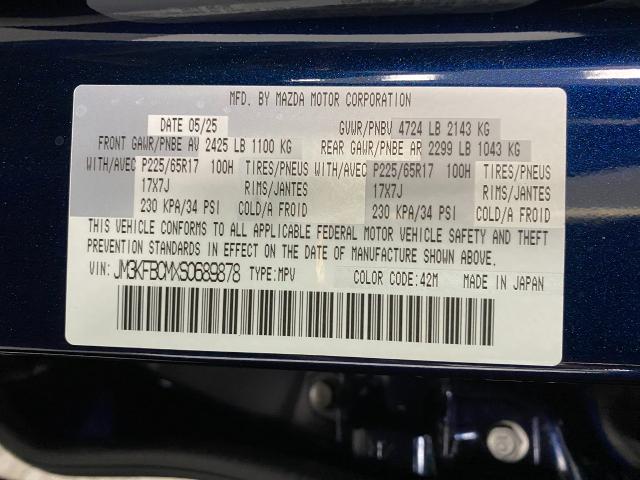 MFD. BY MAZDA MOTOR CORPORATION
DATE 05/25 GVWR/PNBV 4724 LB 2143 KG
FRONT GAWR/PNBE AV 2425 LB 1100 KG REAR GAWR/PNBE AR 2299 LB 1043 KG
WITH/AVEC P225/65R17 100H TIRES/PNEUS WITH/AVEC P225/65R17 100H TIRES/PNEUS
17X7J RIMS/JANTES 17X7J RIMS/JANTES
230 KPA/34 PSI COLD/A FROID 230 KPA/34 PSI COLD/A FROID
THIS VEHICLE CONFORMS TO ALL APPLICABLE FEDERAL MOTOR VEHICLE SAFETY AND THEFT
PREVENTION STANDARDS IN EFFECT ON THE DATE OF MANUFACTURE SHOWN ABOVE.
VIN: JM3KFBCMXS0689878 TYPE: MPV COLOR CODE: 42M MADE IN JAPAN